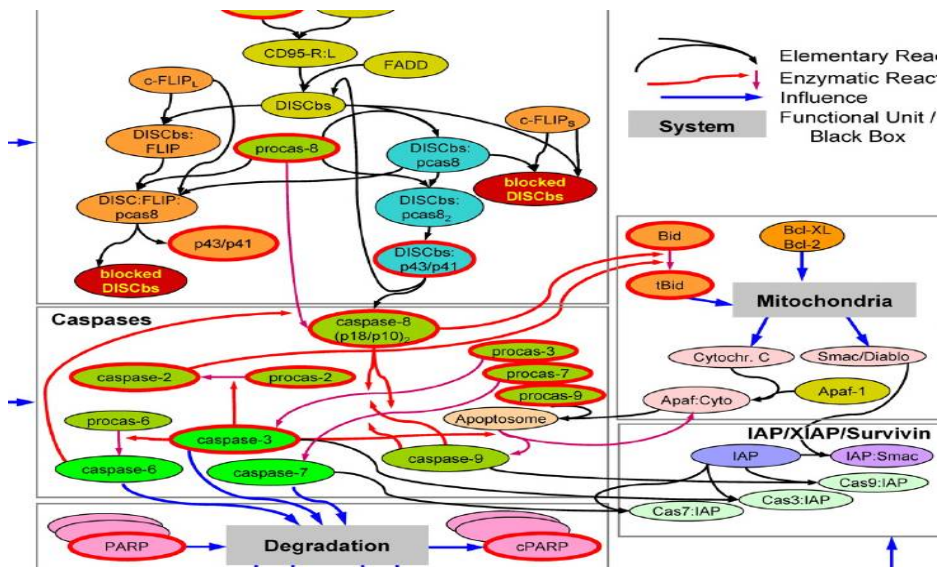 CD95-R:L
FADD
c-FLIPL
DISCbs
c-FLIPS
DISCbs:
FLIP
procas-8
DISCbs:
pcas8
blocked
DISCbs
DISC:FLIP:
pcas8
DISCbs:
pcas8₂
p43/p41
DISCbs:
p43/p41
blocked
DISCbs
Elementary Reac
Enzymatic React
Influence
System
Functional Unit /
Black Box
Bid
Bcl-XL
Bcl-2
tBid
Mitochondria
Cytochr. C
Smac/Diablo
Apaf:Cyto
Apaf-1
Caspases
caspase-8
(p18/p10)₂
procas-3
procas-7
procas-9
caspase-2
procas-2
procas-6
Apoptosome
caspase-3
caspase-6
caspase-7
caspase-9
IAP/XIAP/Survivin
IAP
IAP:Smac
Cas9:IAP
Cas3:IAP
Cas7:IAP
PARP
Degradation
cPARP